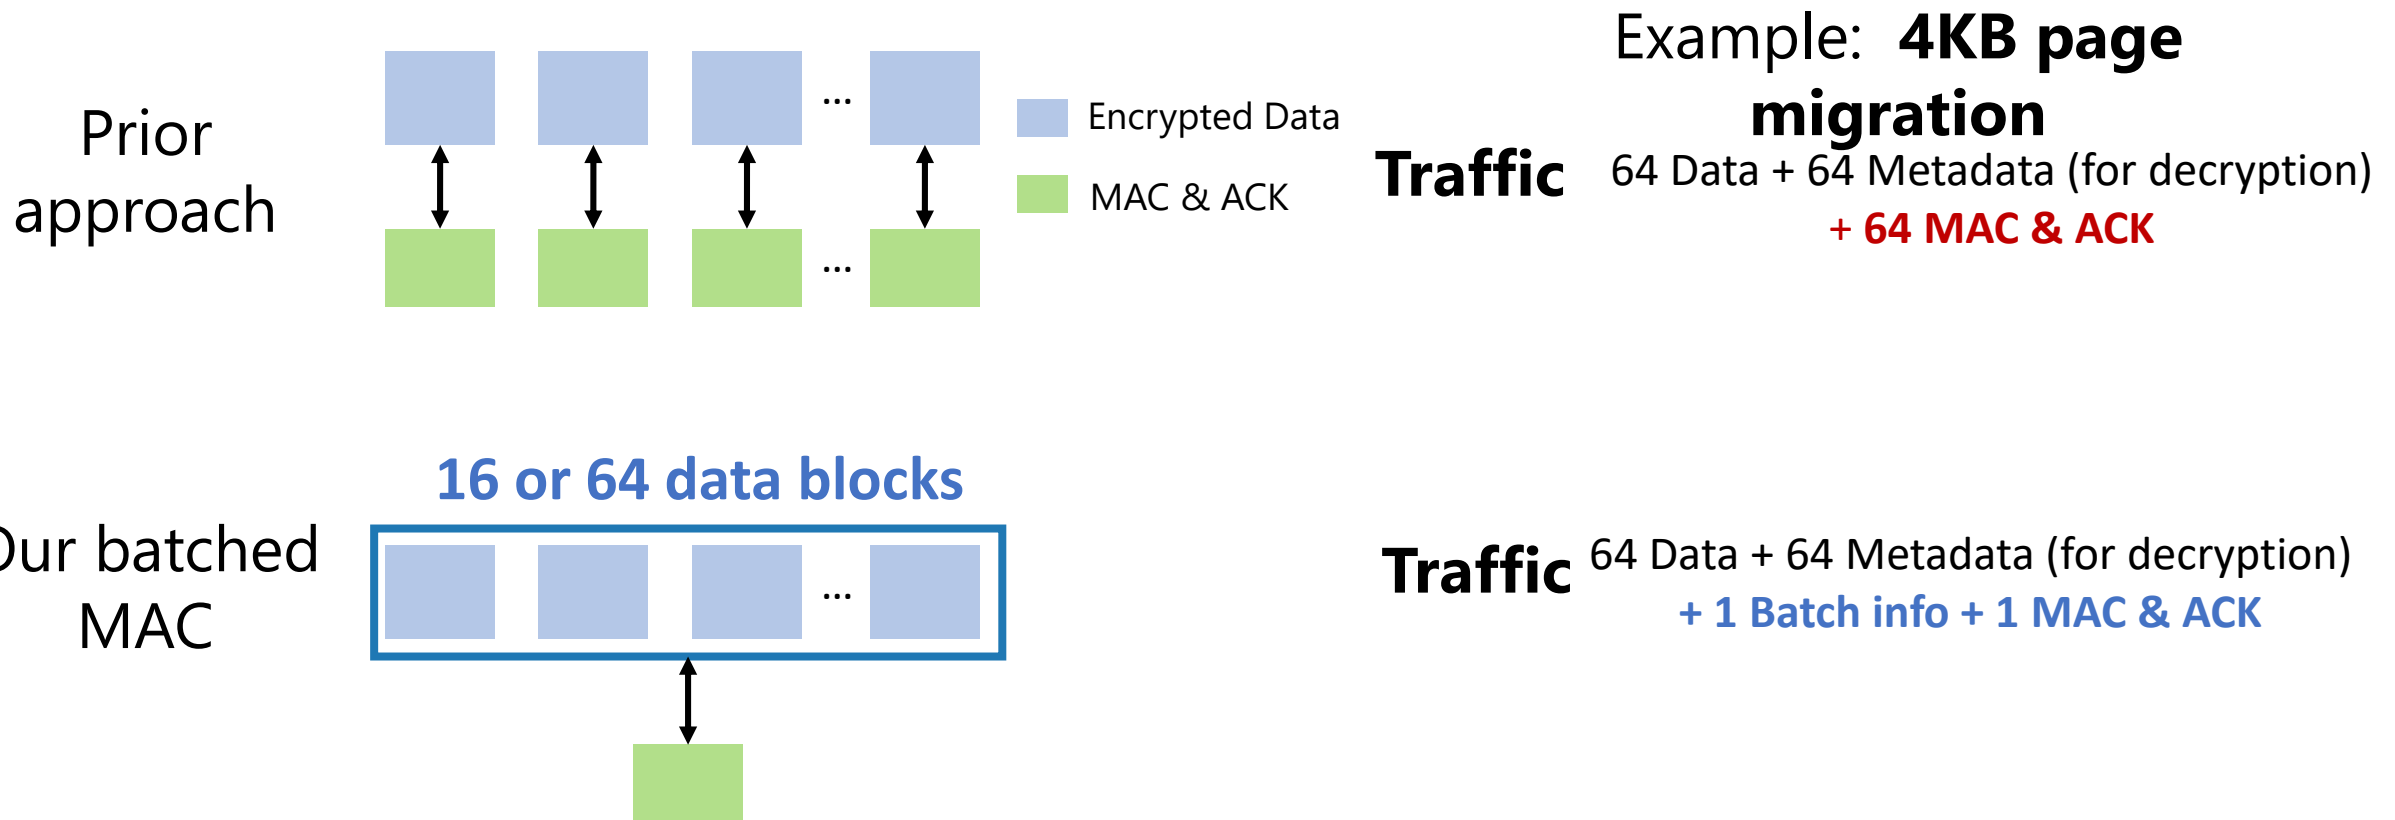 Prior
approach
...
...
Encrypted Data
MAC & ACK
Example: 4KB page
migration
Traffic
64 Data + 64 Metadata (for decryption)
+ 64 MAC & ACK
16 or 64 data blocks
Our batched
MAC
...
Traffic
64 Data + 64 Metadata (for decryption)
+ 1 Batch info + 1 MAC & ACK